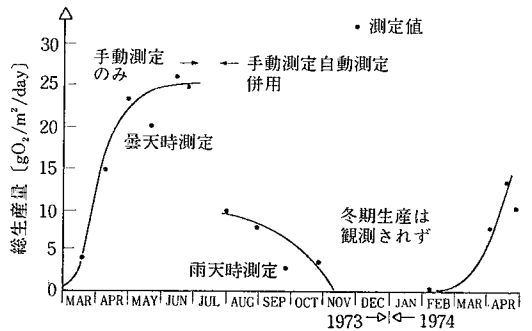 総生産量〔gO₂/m²/day〕
30
25
20
15
10
5
0
・測定値
手動測定
のみ
手動測定自動測定
併用
曇天時測定
雨天時測定
冬期生産は
観測されず
MAR APR MAY JUN JUL AUG SEP OCT NOV DEC JAN FEB MAR APR
1973 1974